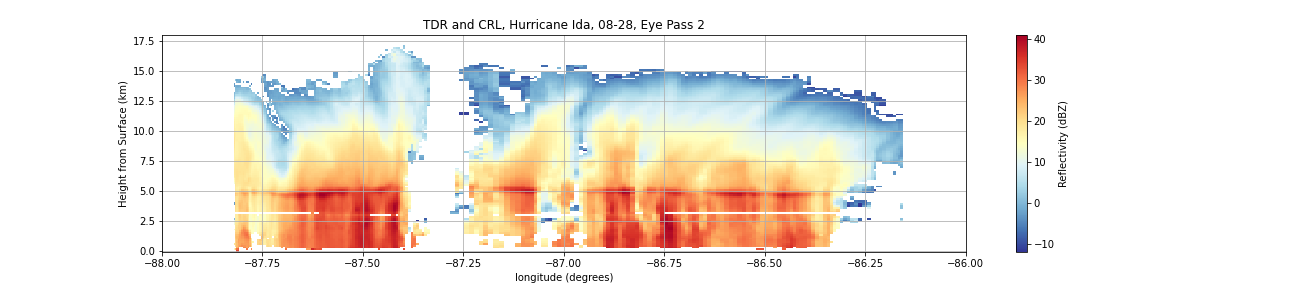 TDR and CRL, Hurricane Ida, 08-28, Eye Pass 2
17.5
15.0
12.5
10.0
7.5
5.0
2.5
0.0
Height from Surface (km)
−88.00 −87.75 −87.50 −87.25 −87.00 −86.75 −86.50 −86.25 −86.00
longitude (degrees)
40
30
20
10
0
−10
Reflectivity (dBZ)